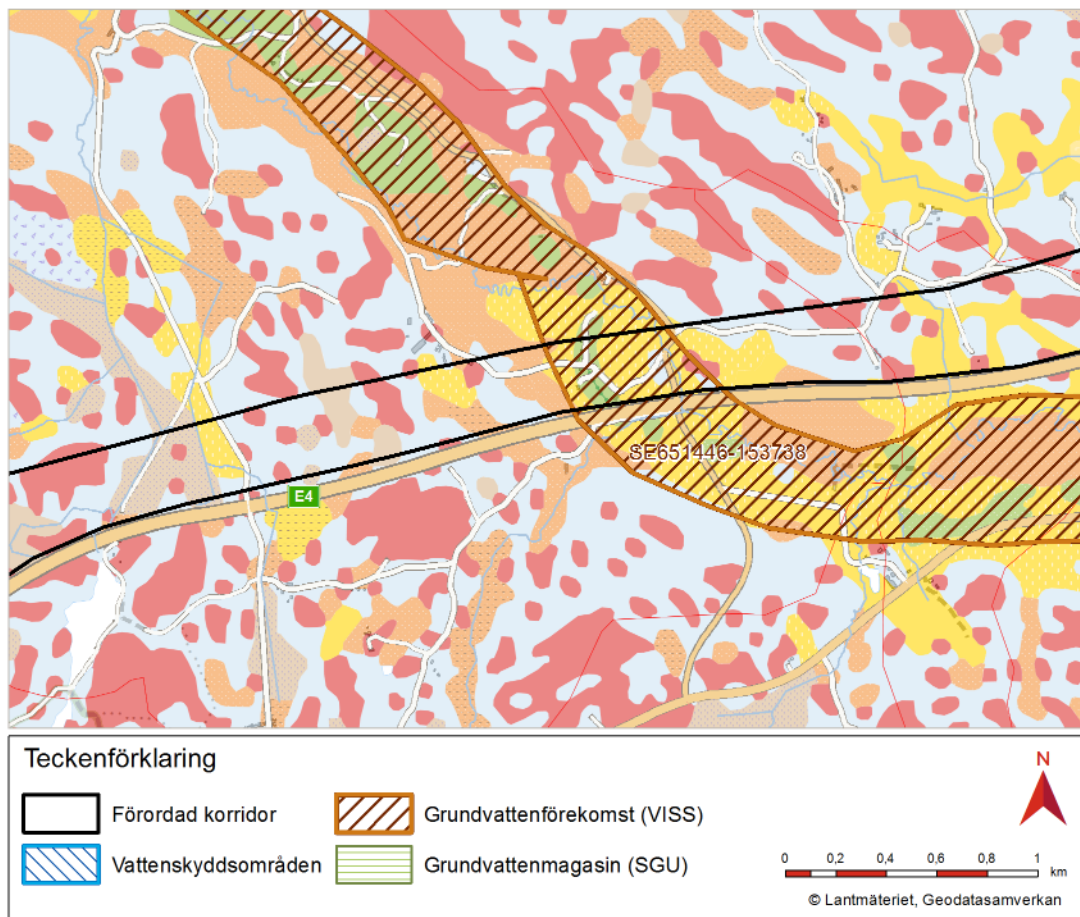 SE651446-153738
E4
Teckenförklaring
Förordad korridor
Vattenskyddsområden
Grundvattenförekomst (VISS)
Grundvattenmagasin (SGU)
N
0 0,2 0,4 0,6 0,8 1
km
© Lantmäteriet, Geodatasamverkan